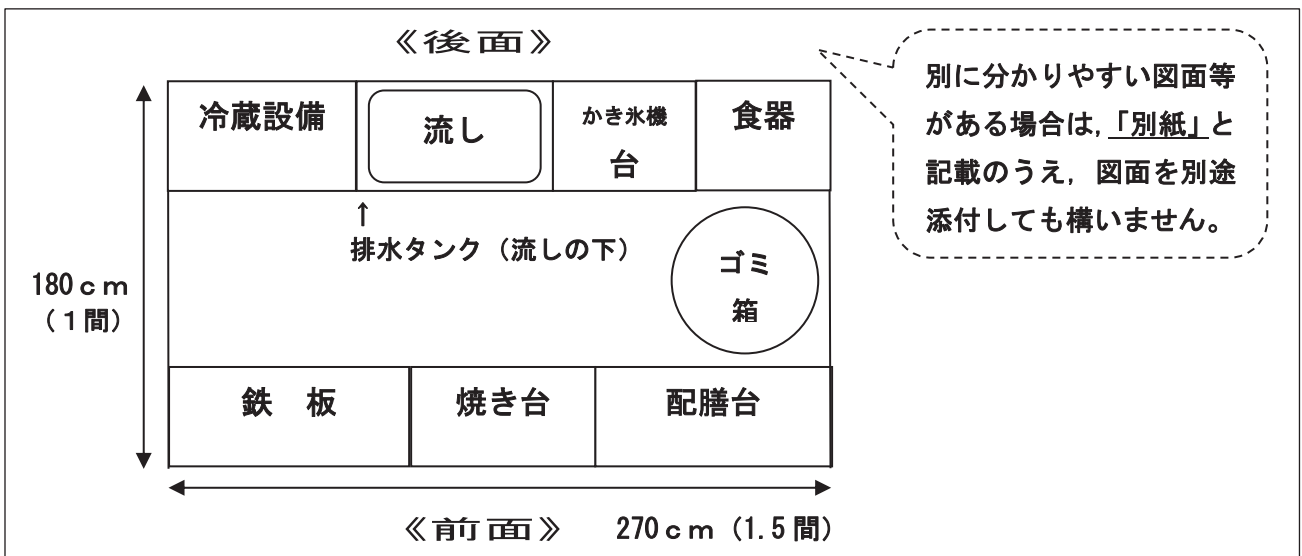 《後面》
別に分かりやすい図面等
がある場合は，「別紙」と
記載のうえ，図面を別途
添付しても構いません。
冷蔵設備
流し
かき氷機
台
食器
↑
排水タンク（流しの下）
ゴミ
箱
180ｃｍ
（１間）
鉄　板
焼き台
配膳台
《前面》　270ｃｍ（1.5間）